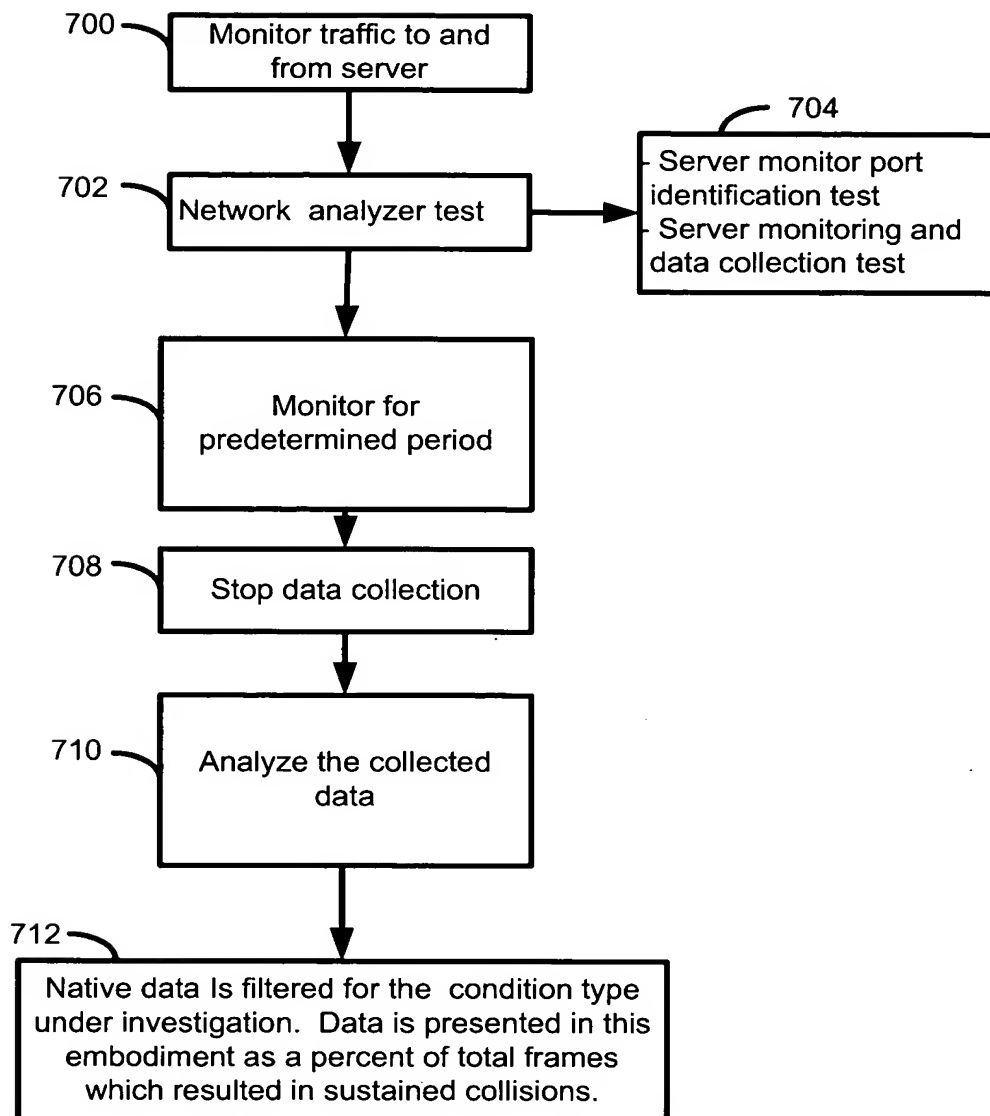 700
Monitor traffic to and
from server
704
- Server monitor port
identification test
- Server monitoring and
data collection test
702
Network analyzer test
706
Monitor for
predetermined period
708
Stop data collection
710
Analyze the collected
data
712
Native data Is filtered for the condition type
under investigation. Data is presented in this
embodiment as a percent of total frames
which resulted in sustained collisions.